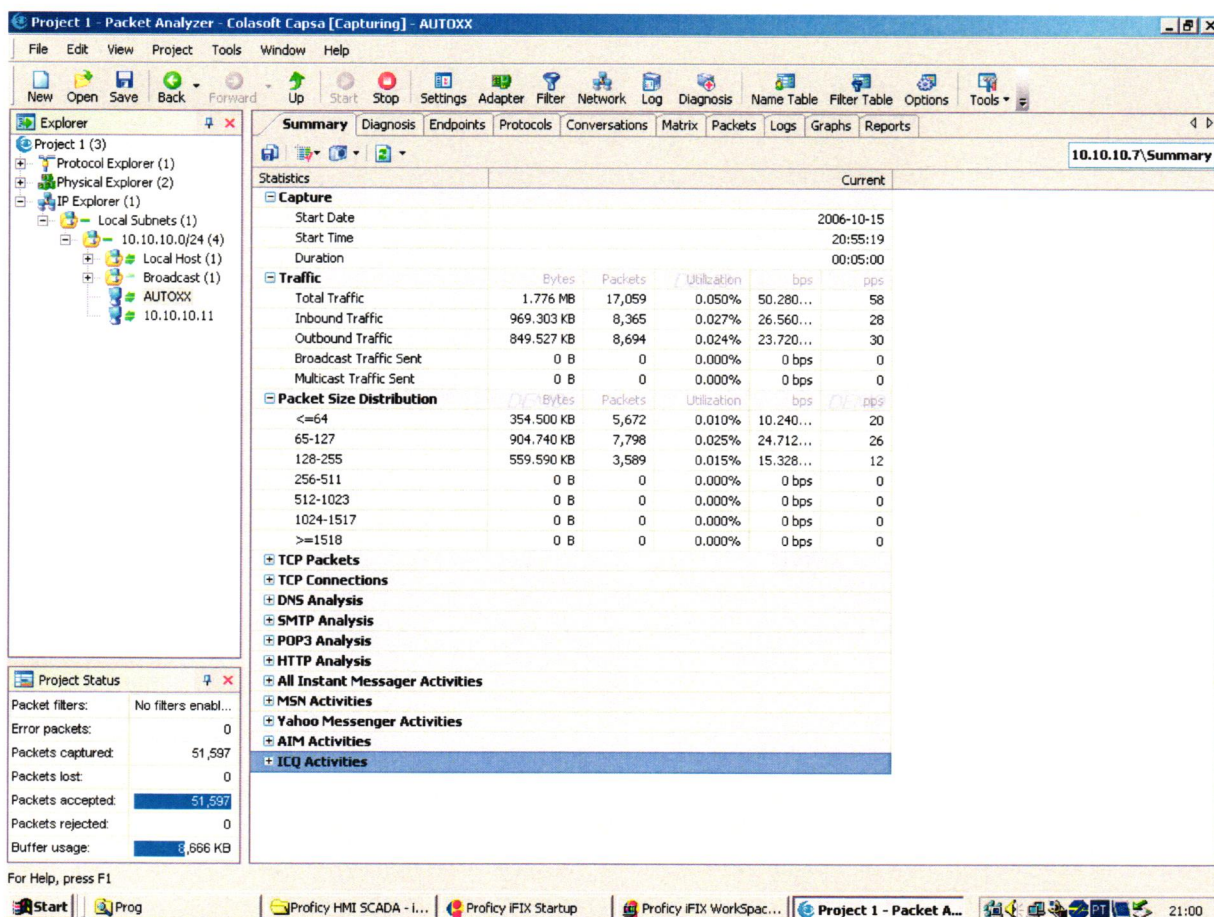 Project 1 - Packet Analyzer - Colasoft Capsa [Capturing] - AUTOXX
File Edit View Project Tools Window Help
New Open Save Back Forward Up Start Stop Settings Adapter Filter Network Log Diagnosis Name Table Filter Table Options Tools
Explorer
Project 1 (3)
Protocol Explorer (1)
Physical Explorer (2)
IP Explorer (1)
Local Subnets (1)
10.10.10.0/24 (4)
Local Host (1)
Broadcast (1)
AUTOXX
10.10.10.11
Project Status
Packet filters: No filters enabl...
Error packets: 0
Packets captured: 51,597
Packets lost: 0
Packets accepted: 51,597
Packets rejected: 0
Buffer usage: 8,666 KB
Summary Diagnosis Endpoints Protocols Conversations Matrix Packets Logs Graphs Reports
10.10.10.7\Summary
Statistics Current
Capture
Start Date 2006-10-15
Start Time 20:55:19
Duration 00:05:00
Traffic Bytes Packets Utilization bps pps
Total Traffic 1.776 MB 17,059 0.050% 50.280... 58
Inbound Traffic 969.303 KB 8,365 0.027% 26.560... 28
Outbound Traffic 849.527 KB 8,694 0.024% 23.720... 30
Broadcast Traffic Sent 0 B 0 0.000% 0 bps 0
Multicast Traffic Sent 0 B 0 0.000% 0 bps 0
Packet Size Distribution Bytes Packets Utilization bps pps
<=64 354.500 KB 5,672 0.010% 10.240... 20
65-127 904.740 KB 7,798 0.025% 24.712... 26
128-255 559.590 KB 3,589 0.015% 15.328... 12
256-511 0 B 0 0.000% 0 bps 0
512-1023 0 B 0 0.000% 0 bps 0
1024-1517 0 B 0 0.000% 0 bps 0
>=1518 0 B 0 0.000% 0 bps 0
TCP Packets
TCP Connections
DNS Analysis
SMTP Analysis
POP3 Analysis
HTTP Analysis
All Instant Messager Activities
MSN Activities
Yahoo Messenger Activities
AIM Activities
ICQ Activities
For Help, press F1
Start Prog Proficy HMI SCADA - i... Proficy iFIX Startup Proficy iFIX WorkSpac... Project 1 - Packet A... PT 21:00